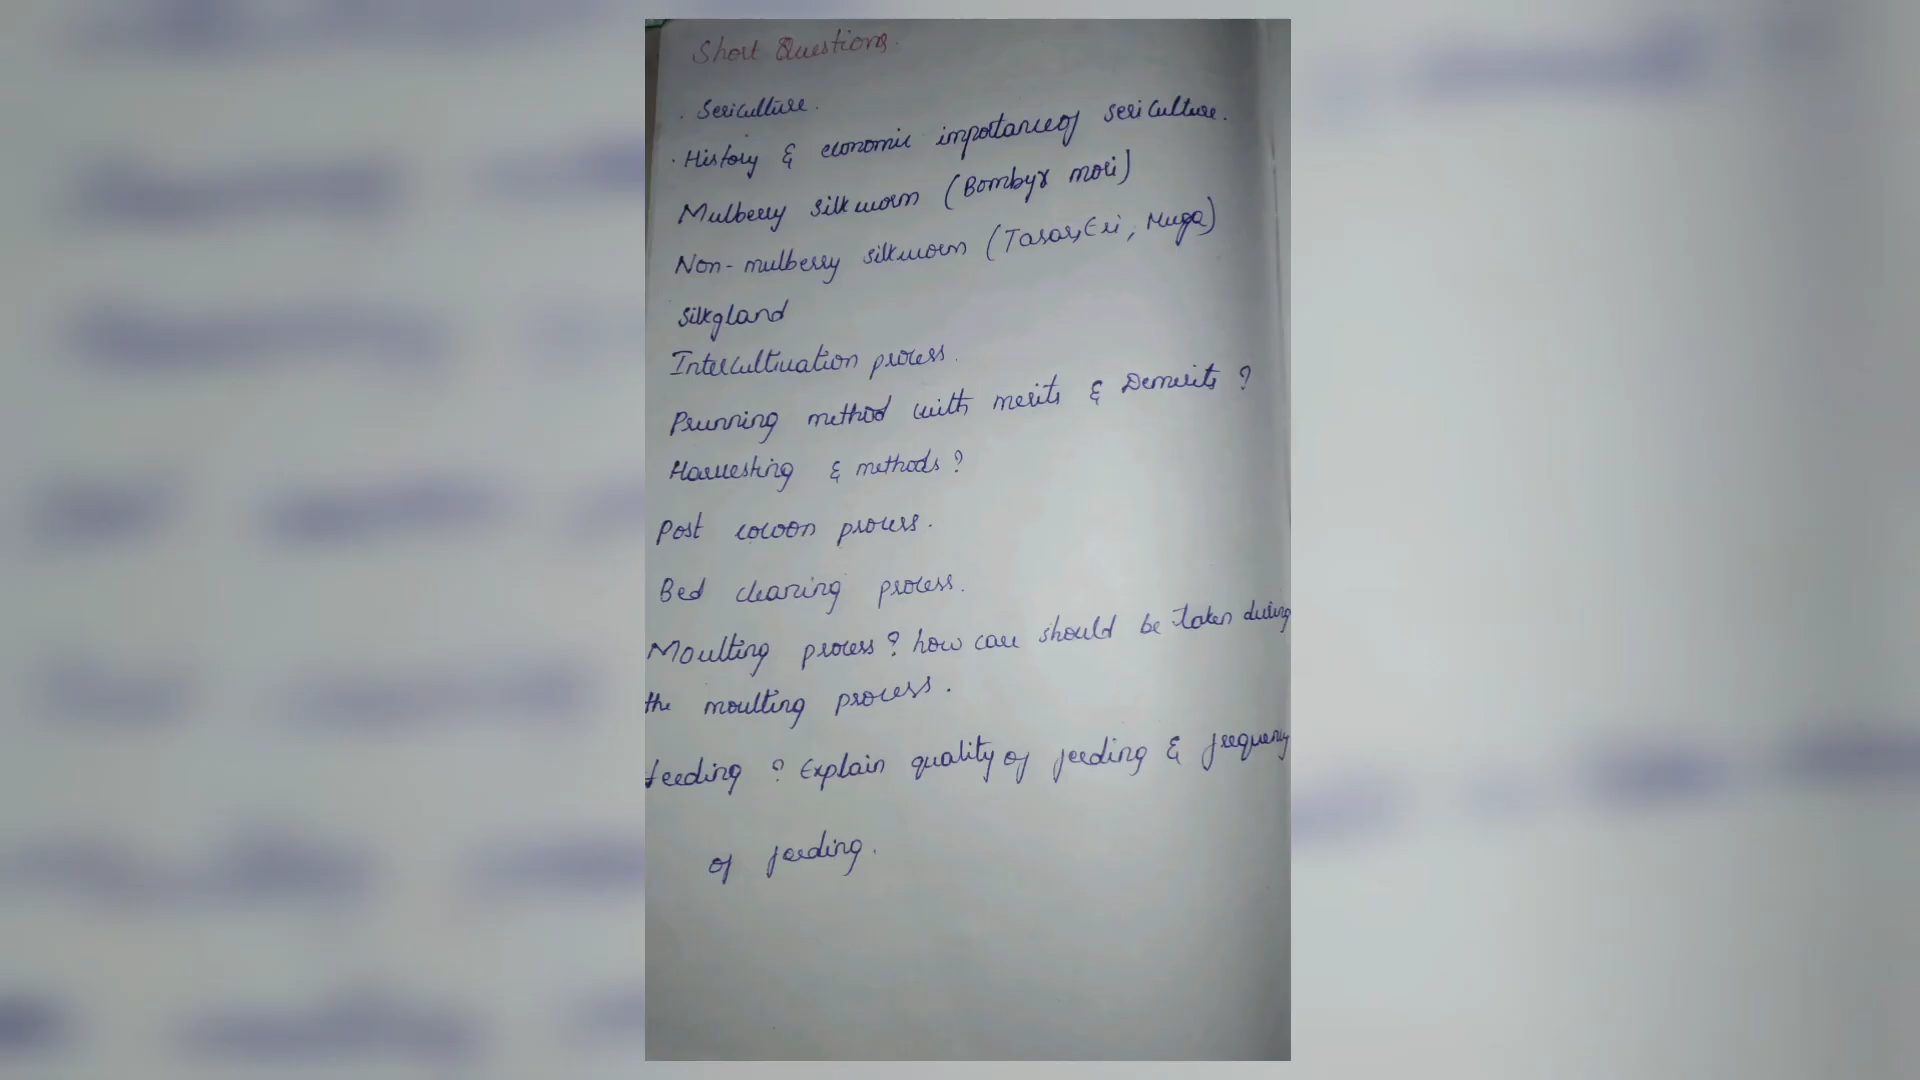 Short Questions.
. Sericulture.
. History & economic importance of sericulture.
Mulberry silkworm (Bombyx mori)
Non-mulberry silkworm (Tasar, Eri, Muga)
Silkgland
Intercultivation process.
Prunning method with merits & Demerits ?
Harvesting & methods ?
Post cocoon process.
Bed cleaning process.
Moulting process ? how care should be taken during
the moulting process.
feeding ? Explain quality of feeding & frequency
of feeding.